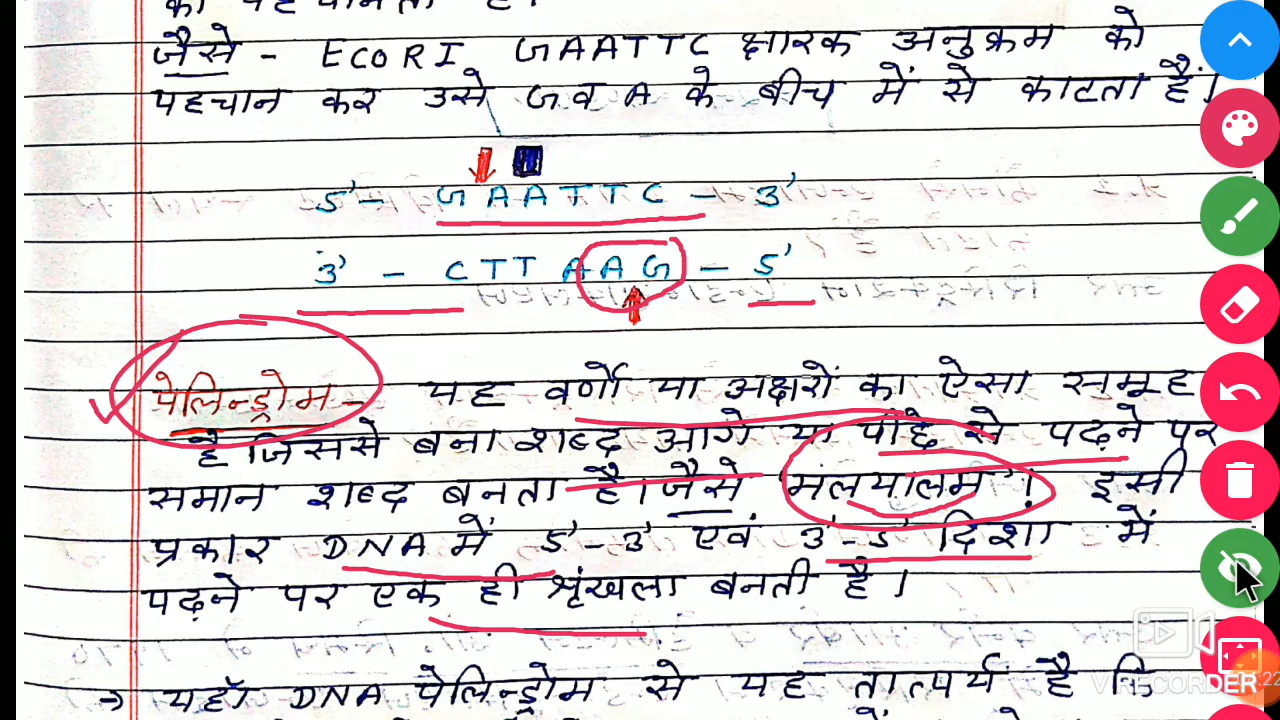 जैसे - ECORI GAATTC क्षारक अनुक्रम को
पहचान कर उसे G व A के बीच में से काटता है।
5' - GAATTC - 3'
3' - CTTAAG - 5'
पेलिन्ड्रोम - यह वर्णो या अक्षरों का ऐसा समूह
है जिससे बना शब्द आगे या पीछे से पढ़ने पर
समान शब्द बनता है। जैसे मलयालम। इसी
प्रकार DNA में 5'-3' एवं 3'-5' दिशा में
पढ़ने पर एक ही श्रृंखला बनती है।
→ यहाँ DNA पेलिन्ड्रोम से यह तात्पर्य है कि
RECORDER
:22